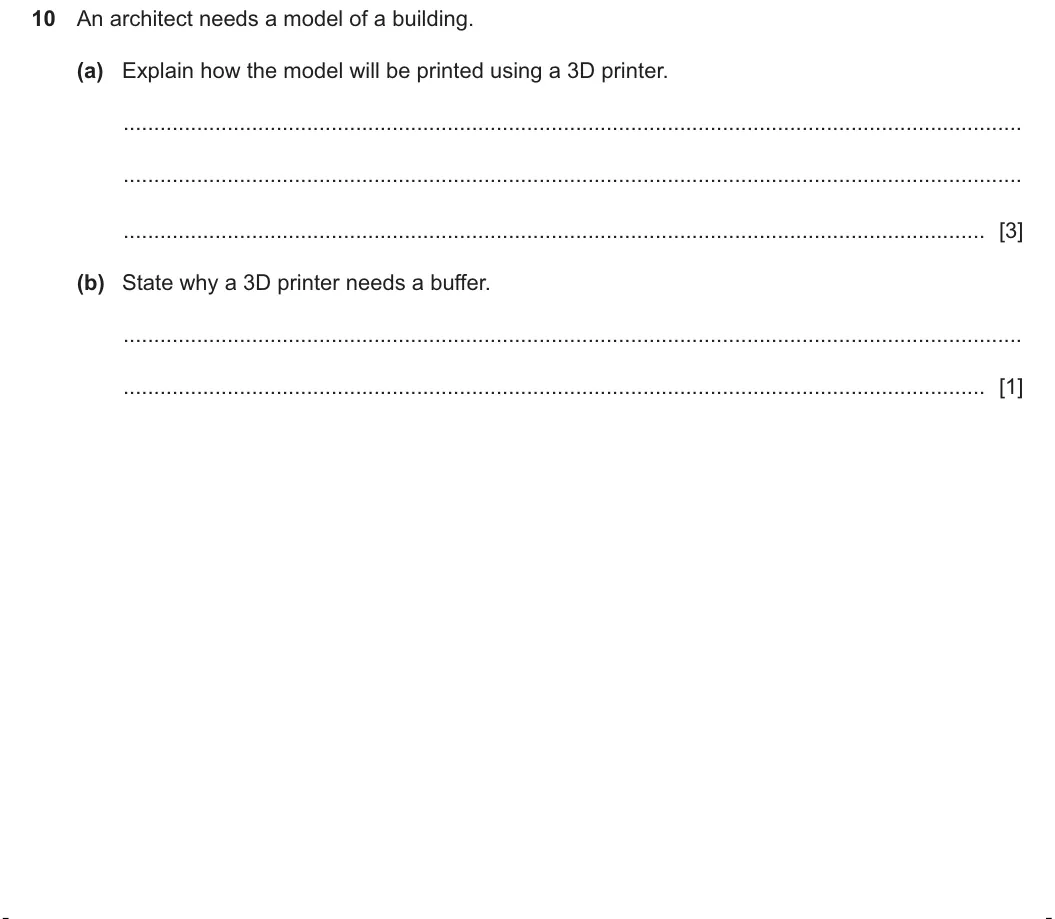 10 An architect needs a model of a building.
(a) Explain how the model will be printed using a 3D printer.
..........................................................................................................................................................
..........................................................................................................................................................
.................................................................................................................................................... [3]
(b) State why a 3D printer needs a buffer.
..........................................................................................................................................................
.................................................................................................................................................... [1]